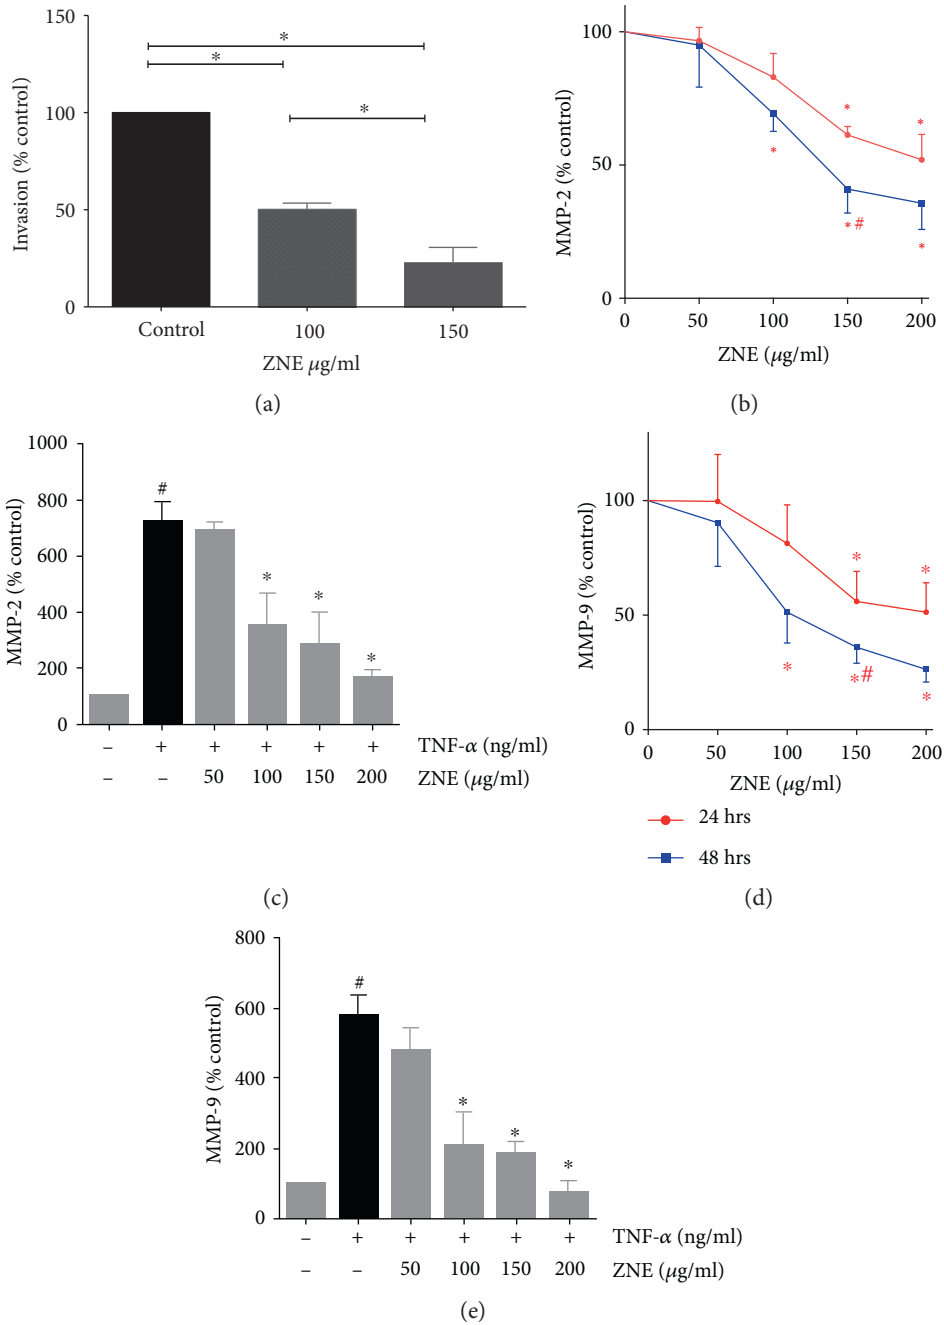 150
100
50
0
Invasion (% control)
*
*
*
Control 100 150
ZNE μg/ml
(a)
100
50
0
MMP-2 (% control)
* *
*
* #
*
0 50 100 150 200
ZNE (μg/ml)
(b)
1000
800
600
400
200
0
MMP-2 (% control)
#
*
*
*
– + + + + + TNF-α (ng/ml)
– – 50 100 150 200 ZNE (μg/ml)
(c)
100
50
0
MMP-9 (% control)
* *
*
*#
*
0 50 100 150 200
ZNE (μg/ml)
24 hrs
48 hrs
(d)
800
600
400
200
0
MMP-9 (% control)
#
*
*
*
– + + + + + TNF-α (ng/ml)
– – 50 100 150 200 ZNE (μg/ml)
(e)